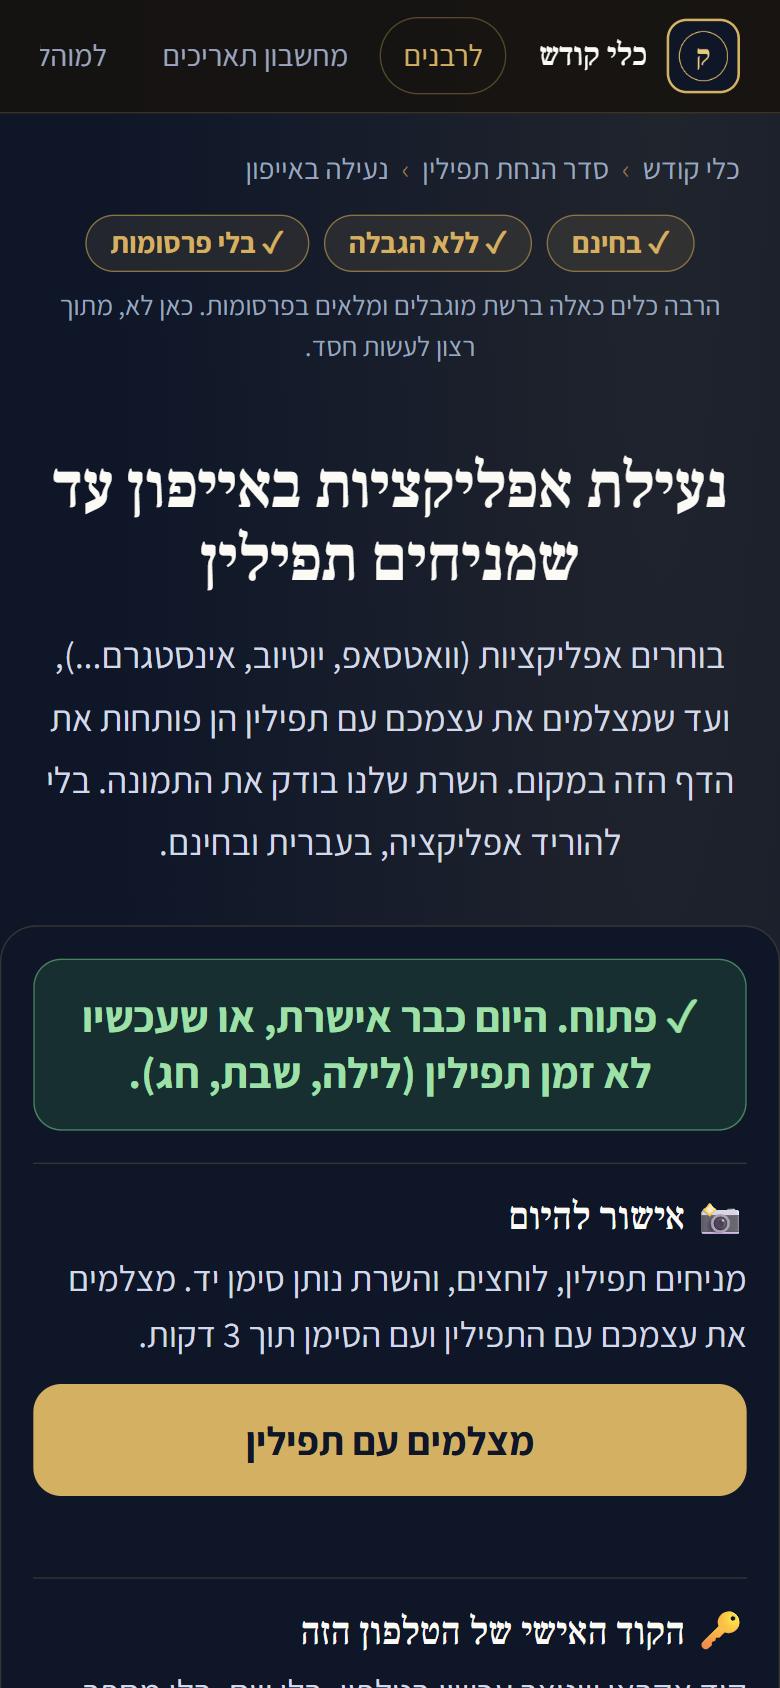 ק כלי קודש לרבנים מחשבון תאריכים למוהל
כלי קודש › סדר הנחת תפילין › נעילה באייפון
✓ בחינם ✓ ללא הגבלה ✓ בלי פרסומות
הרבה כלים כאלה ברשת מוגבלים ומלאים בפרסומות. כאן לא, מתוך
רצון לעשות חסד.
נעילת אפליקציות באייפון עד
שמניחים תפילין
בוחרים אפליקציות (וואטסאפ, יוטיוב, אינסטגרם...),
ועד שמצלמים את עצמכם עם תפילין הן פותחות את
הדף הזה במקום. השרת שלנו בודק את התמונה. בלי
להוריד אפליקציה, בעברית ובחינם.
✓ פתוח. היום כבר אישרת, או שעכשיו
לא זמן תפילין (לילה, שבת, חג).
אישור להיום
מניחים תפילין, לוחצים, והשרת נותן סימן יד. מצלמים
את עצמכם עם התפילין ועם הסימן תוך 3 דקות.
מצלמים עם תפילין
הקוד האישי של הטלפון הזה